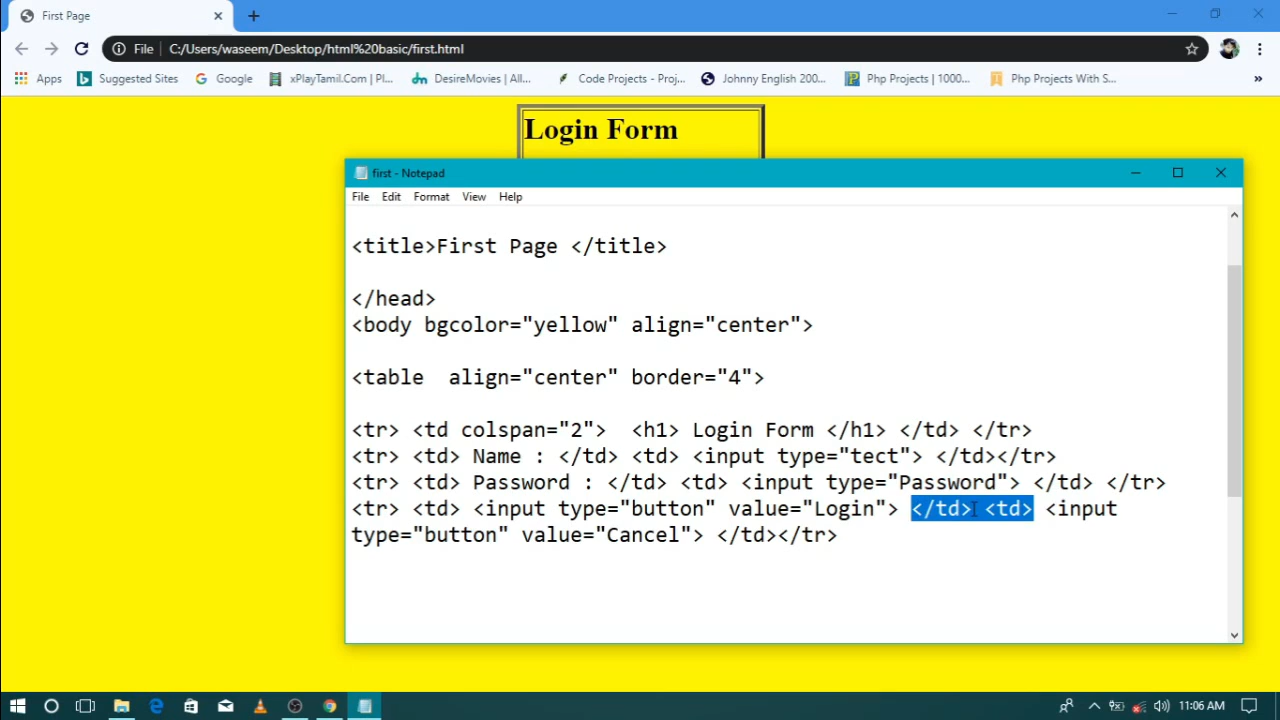 First Page
File C:/Users/waseem/Desktop/html%20basic/first.html
Apps Suggested Sites Google xPlayTamil.Com | Pl... DesireMovies | All... Code Projects - Proj... Johnny English 200... Php Projects | 1000... Php Projects With S... »
Login Form
first - Notepad
File Edit Format View Help
<title>First Page </title>
</head>
<body bgcolor="yellow" align="center">
<table  align="center" border="4">
<tr> <td colspan="2">  <h1> Login Form </h1> </td> </tr>
<tr> <td> Name : </td> <td> <input type="tect"> </td></tr>
<tr> <td> Password : </td> <td> <input type="Password"> </td> </tr>
<tr> <td> <input type="button" value="Login"> </td> <td> <input
type="button" value="Cancel"> </td></tr>
11:06 AM